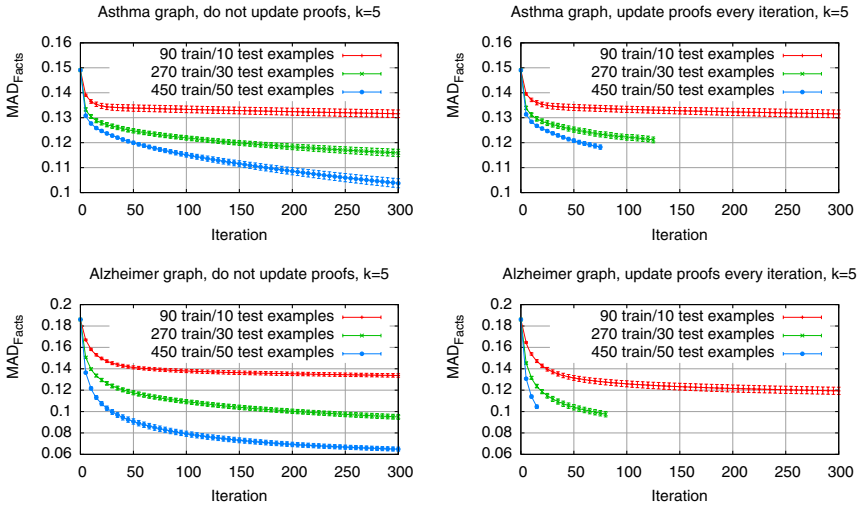 Asthma graph, do not update proofs, k=5
MAD_Facts
0.16
0.15
0.14
0.13
0.12
0.11
0.1
90 train/10 test examples
270 train/30 test examples
450 train/50 test examples
0 50 100 150 200 250 300
Iteration
Asthma graph, update proofs every iteration, k=5
MAD_Facts
0.16
0.15
0.14
0.13
0.12
0.11
0.1
90 train/10 test examples
270 train/30 test examples
450 train/50 test examples
0 50 100 150 200 250 300
Iteration
Alzheimer graph, do not update proofs, k=5
MAD_Facts
0.2
0.18
0.16
0.14
0.12
0.1
0.08
0.06
90 train/10 test examples
270 train/30 test examples
450 train/50 test examples
0 50 100 150 200 250 300
Iteration
Alzheimer graph, update proofs every iteration, k=5
MAD_Facts
0.2
0.18
0.16
0.14
0.12
0.1
0.08
0.06
90 train/10 test examples
270 train/30 test examples
450 train/50 test examples
0 50 100 150 200 250 300
Iteration